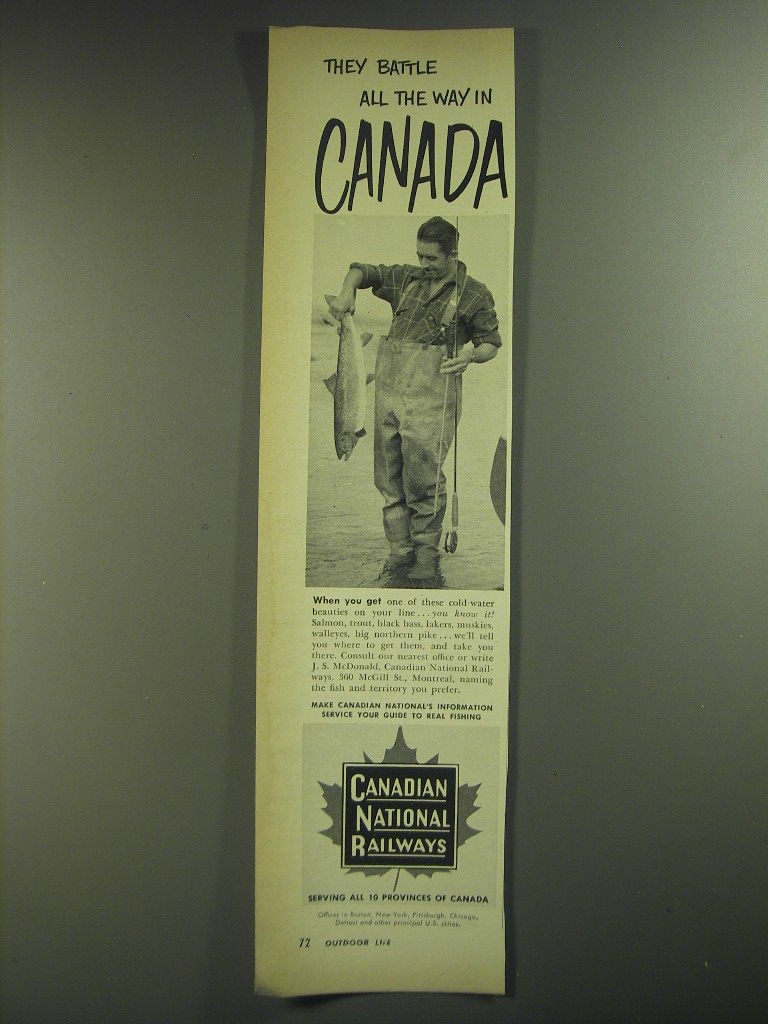 THEY BATTLE
ALL THE WAY IN
CANADA
When you get one of these cold-water
beauties on your line...you know it!
Salmon, trout, black bass, lakers, muskies,
walleyes, big northern pike...we'll tell
you where to get them, and take you
there. Consult our nearest office or write
J. S. McDonald, Canadian National Rail-
ways, 360 McGill St., Montreal, naming
the fish and territory you prefer.
MAKE CANADIAN NATIONAL'S INFORMATION
SERVICE YOUR GUIDE TO REAL FISHING
CANADIAN
NATIONAL
RAILWAYS
SERVING ALL 10 PROVINCES OF CANADA
Offices in Boston, New York, Pittsburgh, Chicago,
Detroit and other principal U.S. cities.
72 OUTDOOR LIFE